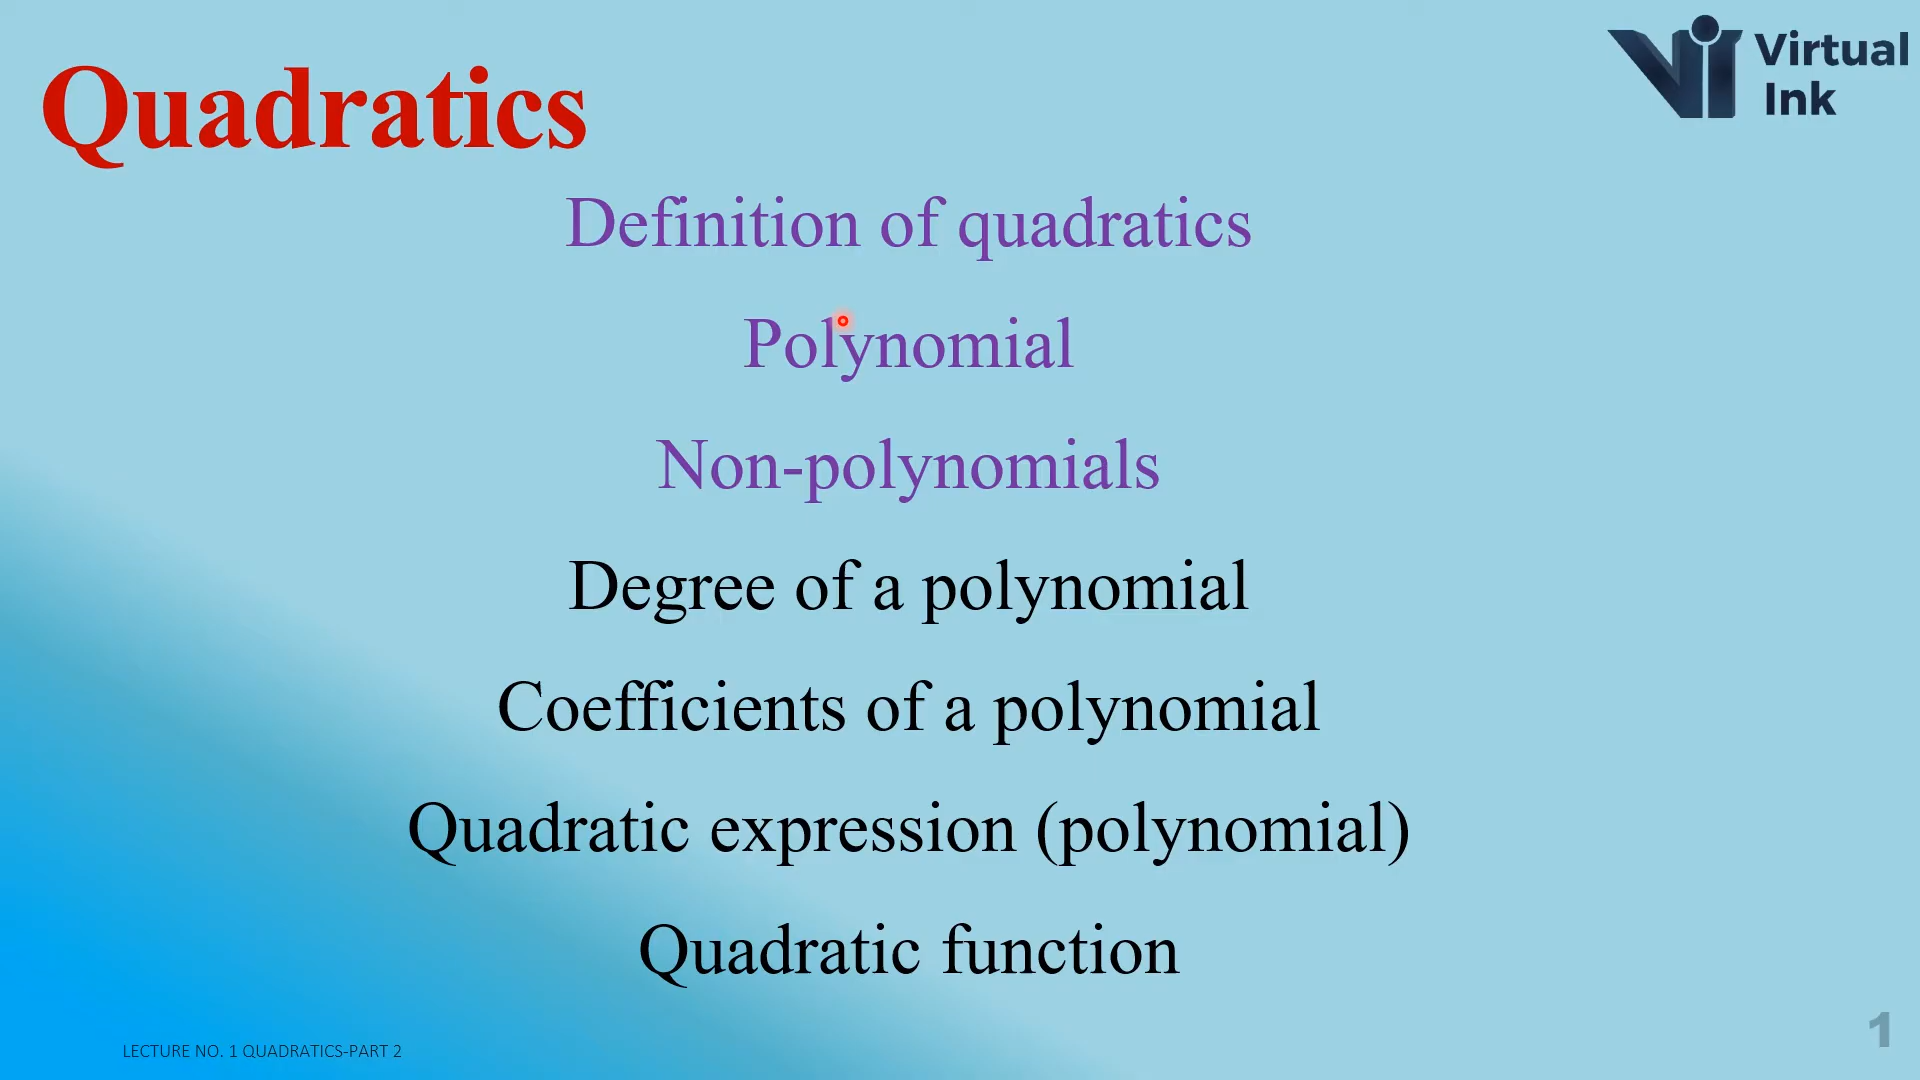 Virtual
Ink
Quadratics
Definition of quadratics
Polynomial
Non-polynomials
Degree of a polynomial
Coefficients of a polynomial
Quadratic expression (polynomial)
Quadratic function
LECTURE NO. 1 QUADRATICS-PART 2
1